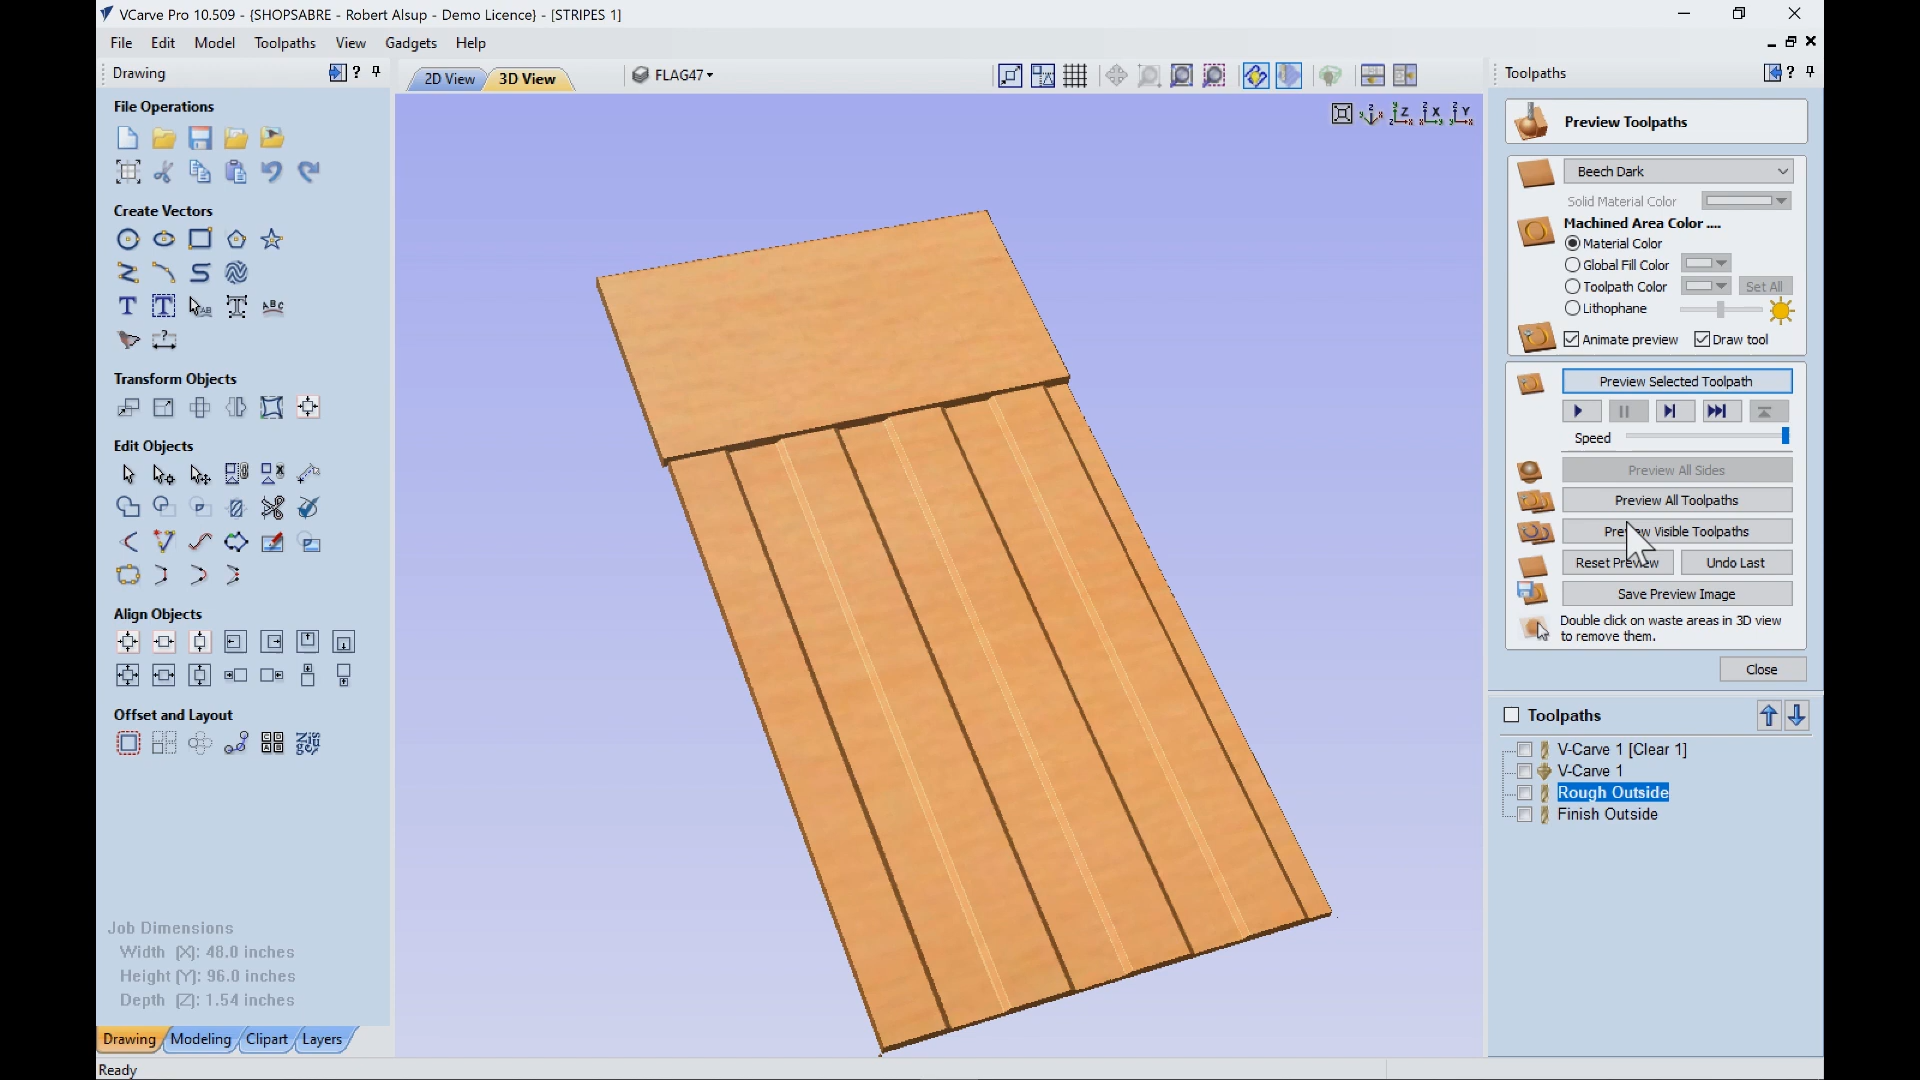 VCarve Pro 10.509 - {SHOPSABRE - Robert Alsup - Demo Licence} - [STRIPES 1]
File Edit Model Toolpaths View Gadgets Help
Drawing
2D View 3D View FLAG47
Toolpaths
File Operations
Create Vectors
Transform Objects
Edit Objects
Align Objects
Offset and Layout
Job Dimensions
Width (X): 48.0 inches
Height (Y): 96.0 inches
Depth (Z): 1.54 inches
Drawing Modeling Clipart Layers
Ready
Preview Toolpaths
Beech Dark
Solid Material Color
Machined Area Color ....
Material Color
Global Fill Color
Toolpath Color Set All
Lithophane
Animate preview Draw tool
Preview Selected Toolpath
Speed
Preview All Sides
Preview All Toolpaths
Preview Visible Toolpaths
Reset Preview Undo Last
Save Preview Image
Double click on waste areas in 3D view
to remove them.
Close
Toolpaths
V-Carve 1 [Clear 1]
V-Carve 1
Rough Outside
Finish Outside